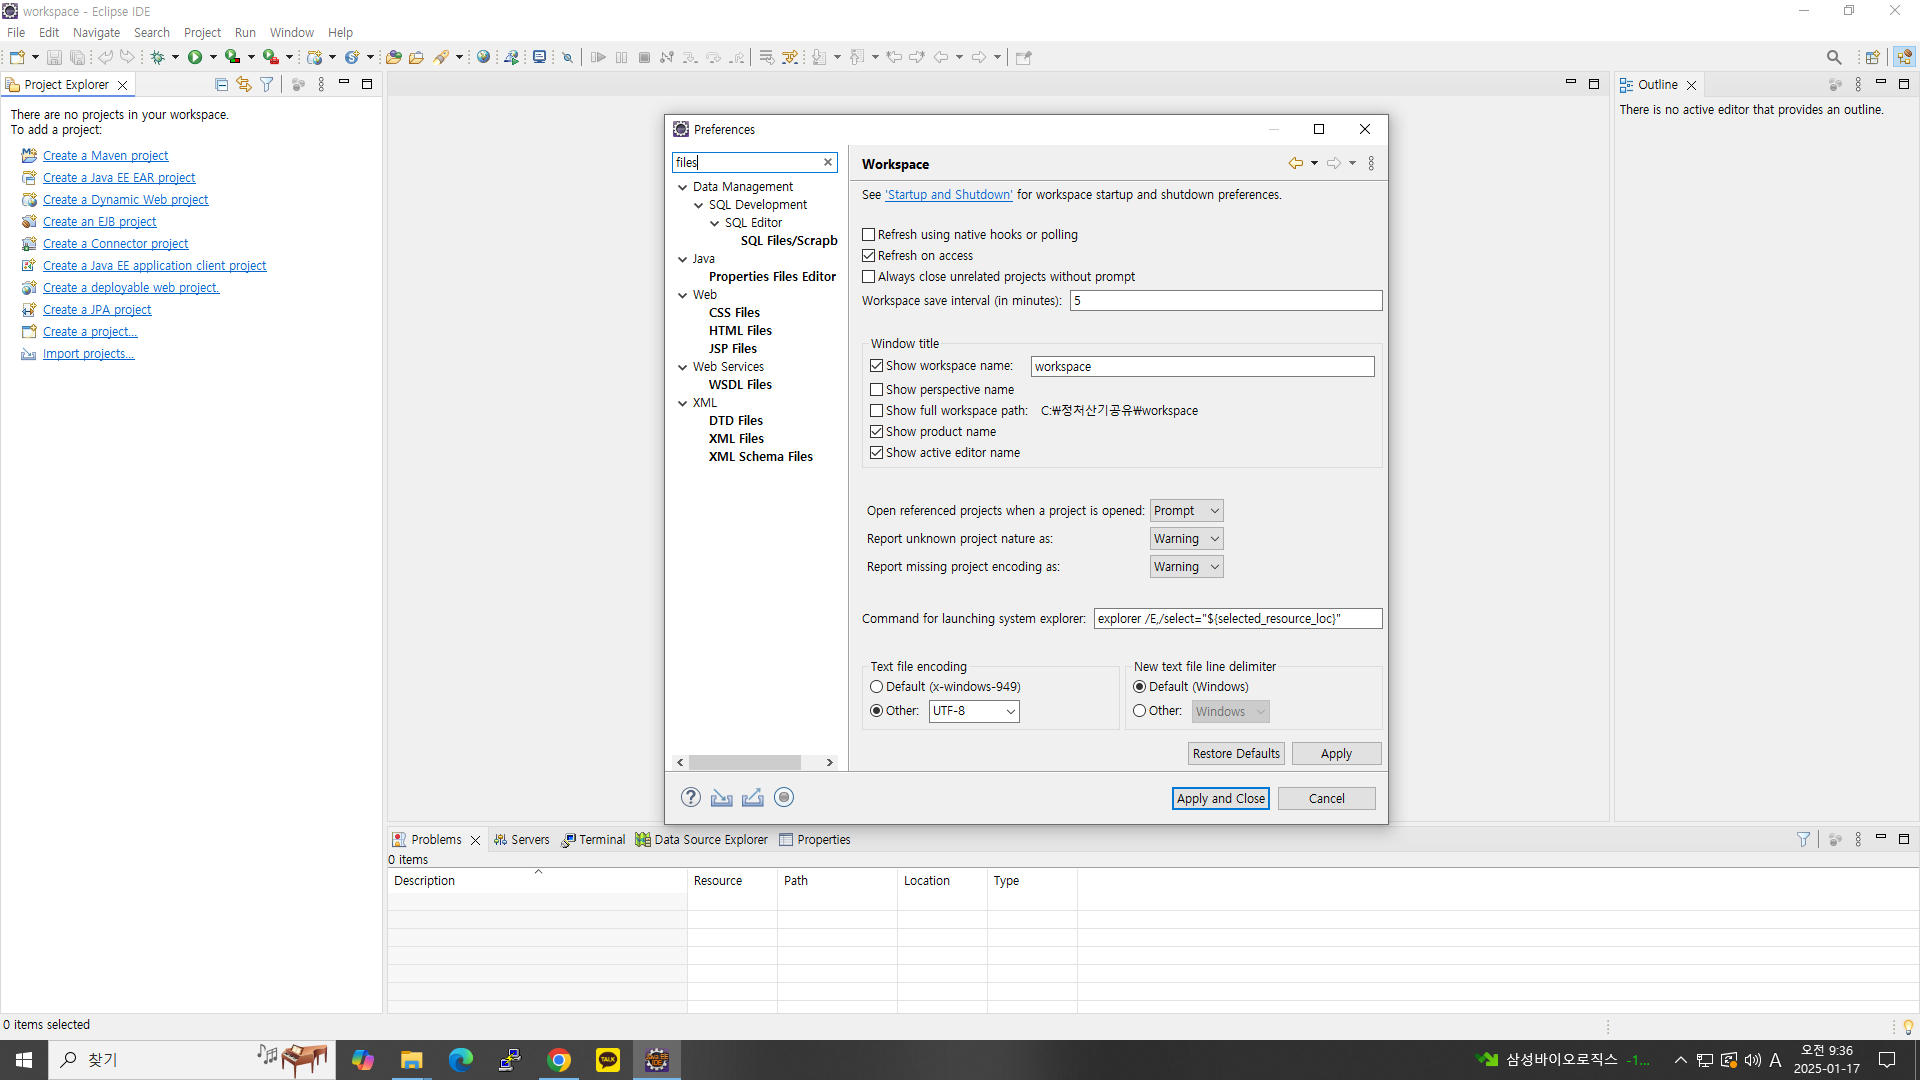 workspace - Eclipse IDE
File Edit Navigate Search Project Run Window Help
Project Explorer
There are no projects in your workspace.
To add a project:
Create a Maven project
Create a Java EE EAR project
Create a Dynamic Web project
Create an EJB project
Create a Connector project
Create a Java EE application client project
Create a deployable web project.
Create a JPA project
Create a project...
Import projects...
Preferences
files
Data Management
SQL Development
SQL Editor
SQL Files/Scrapb
Java
Properties Files Editor
Web
CSS Files
HTML Files
JSP Files
Web Services
WSDL Files
XML
DTD Files
XML Files
XML Schema Files
Workspace
See 'Startup and Shutdown' for workspace startup and shutdown preferences.
Refresh using native hooks or polling
Refresh on access
Always close unrelated projects without prompt
Workspace save interval (in minutes): 5
Window title
Show workspace name: workspace
Show perspective name
Show full workspace path: C:₩정처산기공유₩workspace
Show product name
Show active editor name
Open referenced projects when a project is opened: Prompt
Report unknown project nature as: Warning
Report missing project encoding as: Warning
Command for launching system explorer: explorer /E,/select="${selected_resource_loc}"
Text file encoding
Default (x-windows-949)
Other: UTF-8
New text file line delimiter
Default (Windows)
Other: Windows
Restore Defaults Apply
Apply and Close Cancel
Outline
There is no active editor that provides an outline.
Problems Servers Terminal Data Source Explorer Properties
0 items
Description Resource Path Location Type
0 items selected
찾기
TALK
Java EE
IDE
삼성바이오로직스 -1...
A
오전 9:36
2025-01-17